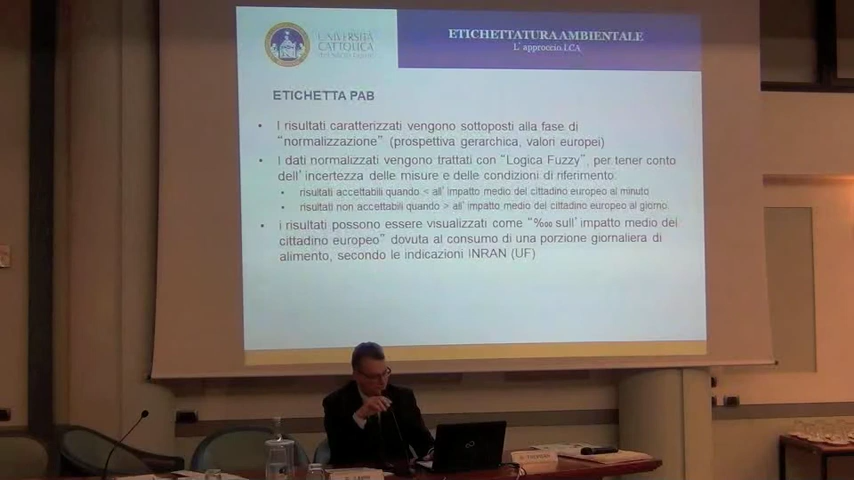 UNIVERSITÀ
CATTOLICA
ETICHETTATURA AMBIENTALE
L'approccio LCA
ETICHETTA PAB
• I risultati caratterizzati vengono sottoposti alla fase di
"normalizzazione" (prospettiva gerarchica, valori europei)
• I dati normalizzati vengono trattati con "Logica Fuzzy", per tener conto
dell'incertezza delle misure e delle condizioni di riferimento:
• risultati accettabili quando < all'impatto medio del cittadino europeo al minuto
• risultati non accettabili quando > all'impatto medio del cittadino europeo al giorno.
• i risultati possono essere visualizzati come "‱ sull'impatto medio del
cittadino europeo" dovuta al consumo di una porzione giornaliera di
alimento, secondo le indicazioni INRAN (UF)